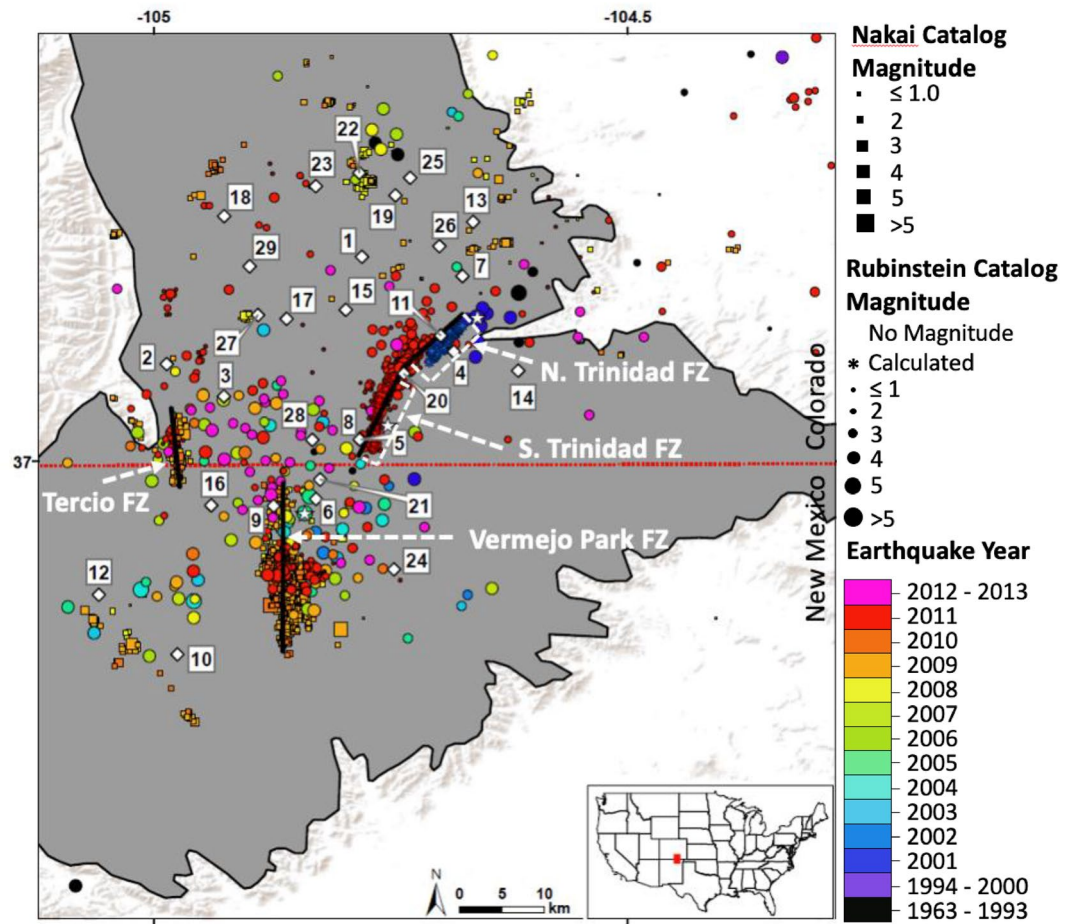 -105
-104.5
22
23
25
18
19
13
26
29
1
7
15
17
11
27
2
3
4
N. Trinidad FZ
20
14
28
8
5
S. Trinidad FZ
37
Tercio FZ
16
9
6
21
Vermejo Park FZ
24
12
10
Colorado
New Mexico
N
0 5 10
km
Nakai Catalog
Magnitude
≤ 1.0
2
3
4
5
>5
Rubinstein Catalog
Magnitude
No Magnitude
* Calculated
≤ 1
2
3
4
5
>5
Earthquake Year
2012 - 2013
2011
2010
2009
2008
2007
2006
2005
2004
2003
2002
2001
1994 - 2000
1963 - 1993